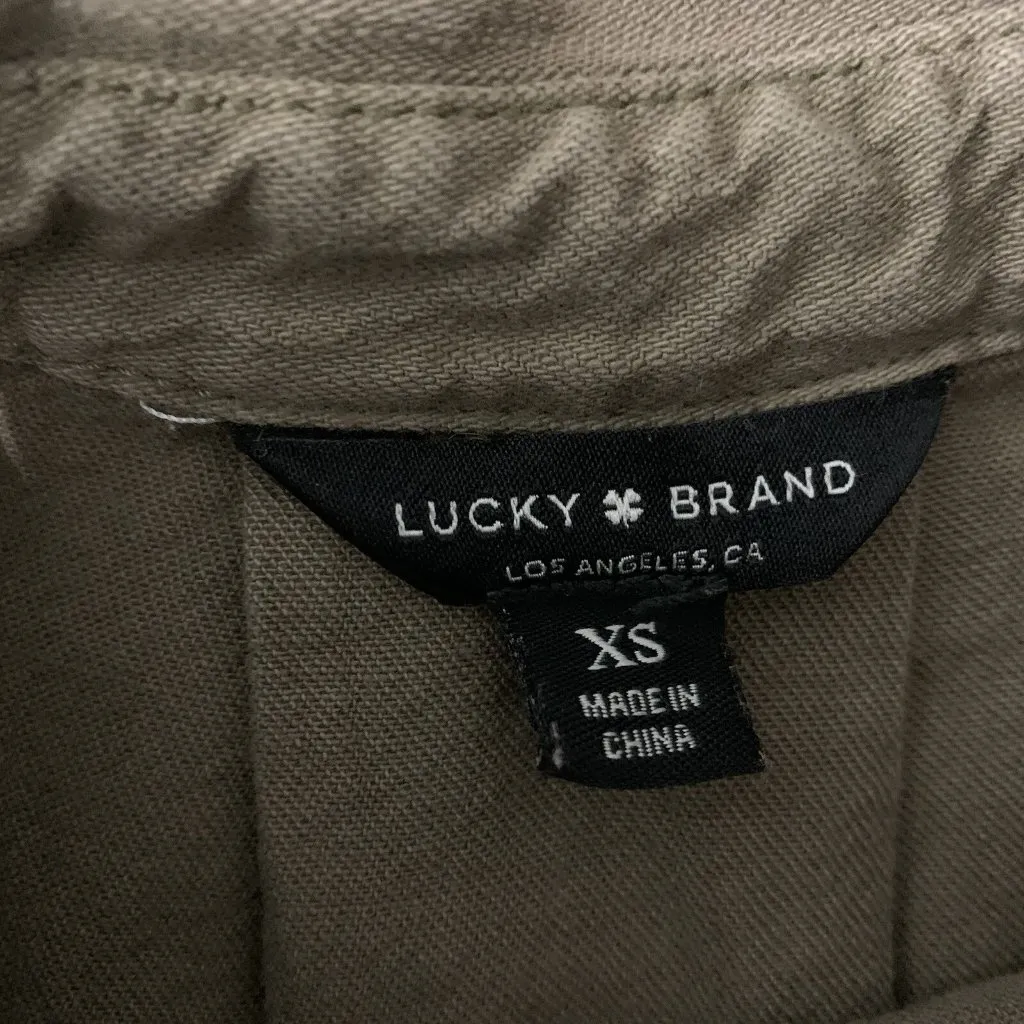 LUCKY BRAND
LOS ANGELES, CA
XS
MADE IN
CHINA